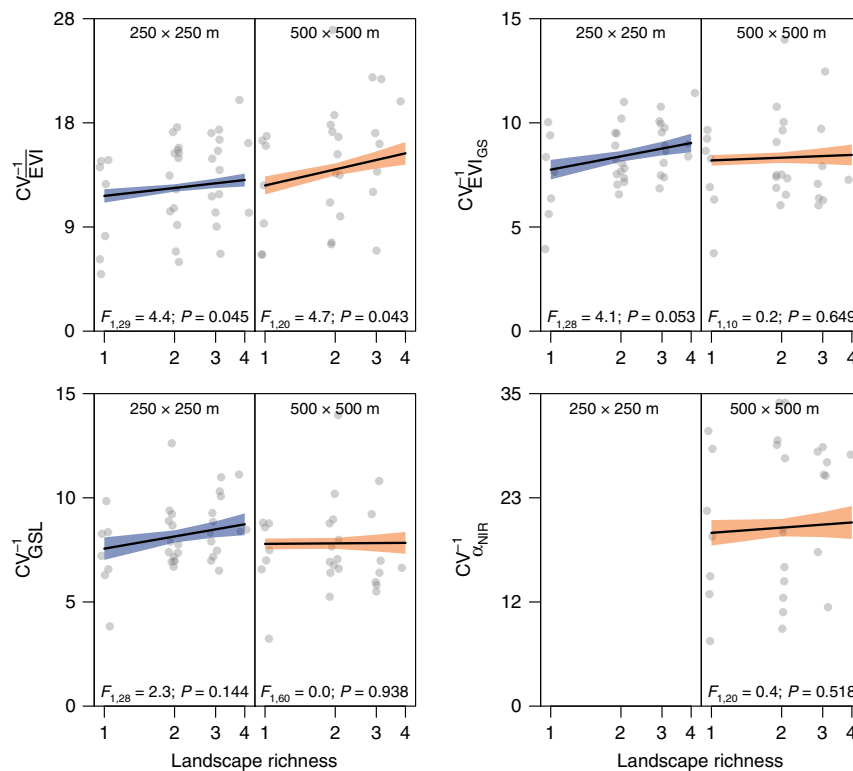 28
18
9
0
CV⁻¹ EVI
250 × 250 m
500 × 500 m
F1,29 = 4.4; P = 0.045
F1,20 = 4.7; P = 0.043
1 2 3 4
1 2 3 4
15
10
5
0
CV⁻¹ EVI GS
250 × 250 m
500 × 500 m
F1,28 = 4.1; P = 0.053
F1,10 = 0.2; P = 0.649
1 2 3 4
1 2 3 4
15
10
5
0
CV⁻¹ GSL
250 × 250 m
500 × 500 m
F1,28 = 2.3; P = 0.144
F1,60 = 0.0; P = 0.938
1 2 3 4
1 2 3 4
Landscape richness
35
23
12
0
CV⁻¹ αNIR
250 × 250 m
500 × 500 m
F1,20 = 0.4; P = 0.518
1 2 3 4
1 2 3 4
Landscape richness